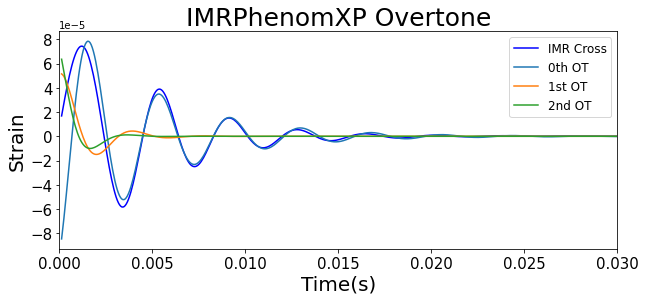 IMRPhenomXP Overtone
1e−5
8
6
4
2
0
−2
−4
−6
−8
Strain
IMR Cross
0th OT
1st OT
2nd OT
0.000 0.005 0.010 0.015 0.020 0.025 0.030
Time(s)